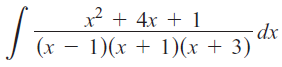 ∫ (x² + 4x + 1) / ((x − 1)(x + 1)(x + 3)) dx